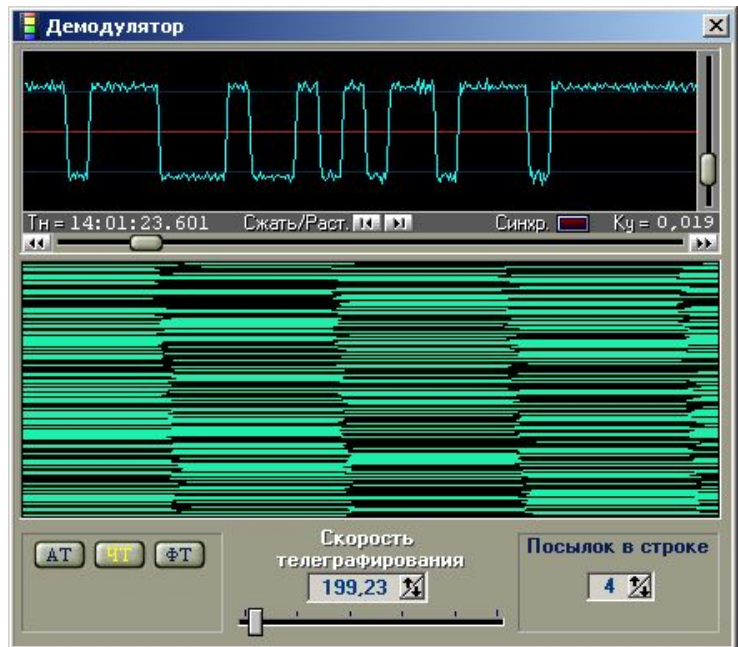 Демодулятор
Tн = 14:01:23.601 Сжать/Раст. Синхр. Ку = 0,019
АТ ЧТ ФТ
Скорость
телеграфирования
199,23
Посылок в строке
4